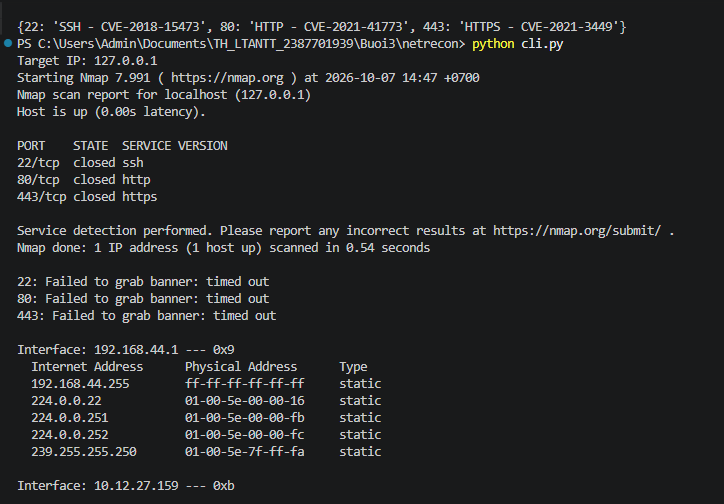 {22: 'SSH - CVE-2018-15473', 80: 'HTTP - CVE-2021-41773', 443: 'HTTPS - CVE-2021-3449'}
PS C:\Users\Admin\Documents\TH_LTANTT_2387701939\Buoi3\netrecon> python cli.py
Target IP: 127.0.0.1
Starting Nmap 7.991 ( https://nmap.org ) at 2026-10-07 14:47 +0700
Nmap scan report for localhost (127.0.0.1)
Host is up (0.00s latency).

PORT    STATE  SERVICE VERSION
22/tcp  closed ssh
80/tcp  closed http
443/tcp closed https

Service detection performed. Please report any incorrect results at https://nmap.org/submit/ .
Nmap done: 1 IP address (1 host up) scanned in 0.54 seconds

22: Failed to grab banner: timed out
80: Failed to grab banner: timed out
443: Failed to grab banner: timed out

Interface: 192.168.44.1 --- 0x9
  Internet Address      Physical Address      Type
  192.168.44.255        ff-ff-ff-ff-ff-ff     static
  224.0.0.22            01-00-5e-00-00-16     static
  224.0.0.251           01-00-5e-00-00-fb     static
  224.0.0.252           01-00-5e-00-00-fc     static
  239.255.255.250       01-00-5e-7f-ff-fa     static

Interface: 10.12.27.159 --- 0xb